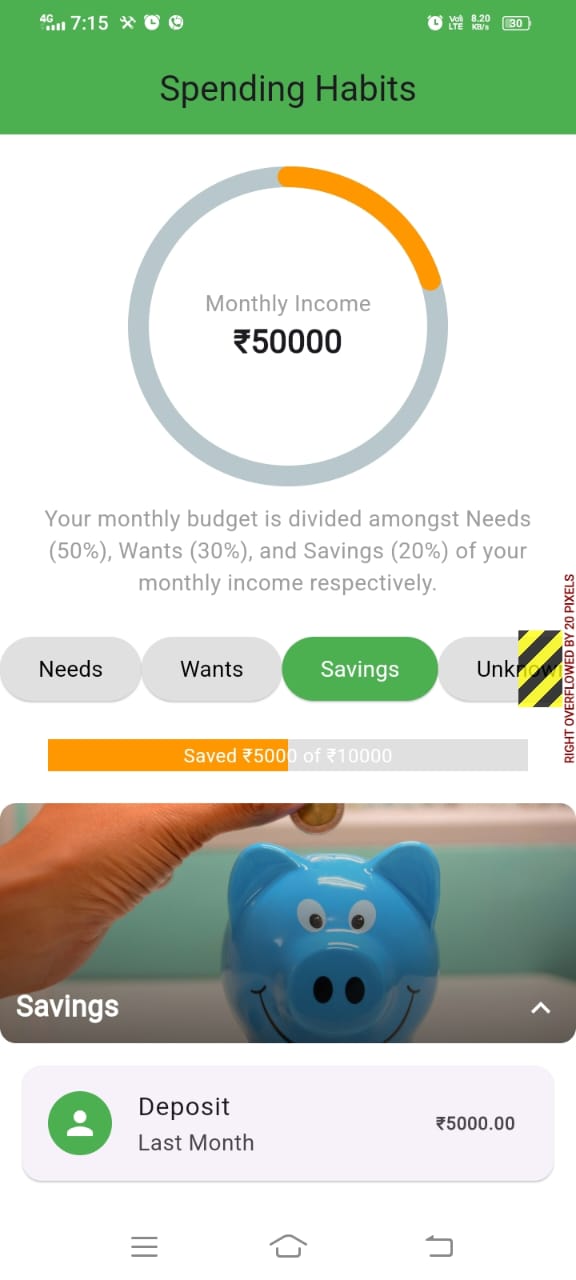 4G 7:15 Vo)) LTE 8.20 KB/s 30
Spending Habits
Monthly Income
₹50000
Your monthly budget is divided amongst Needs
(50%), Wants (30%), and Savings (20%) of your
monthly income respectively.
Needs Wants Savings Unknow
RIGHT OVERFLOWED BY 20 PIXELS
Saved ₹5000 of ₹10000
Savings
Deposit
Last Month
₹5000.00